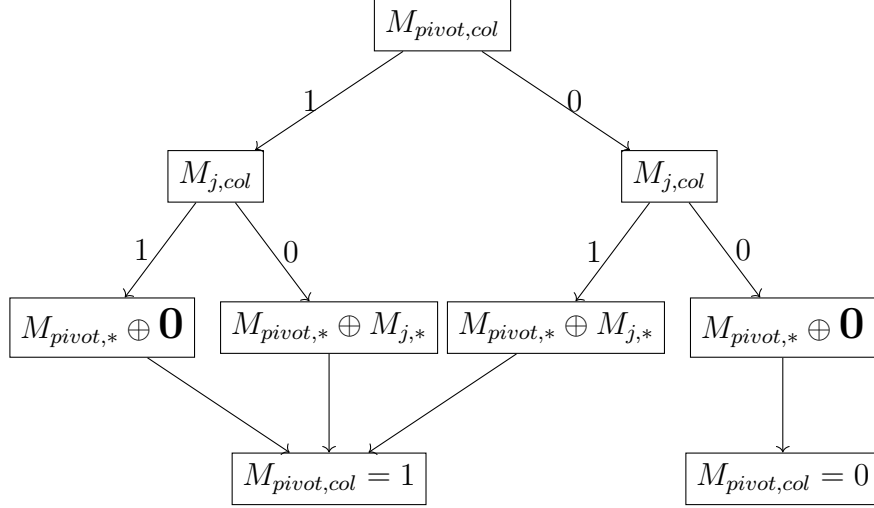 M_{pivot,col}
1 0
M_{j,col} M_{j,col}
1 0 1 0
M_{pivot,*} ⊕ 0 M_{pivot,*} ⊕ M_{j,*} M_{pivot,*} ⊕ M_{j,*} M_{pivot,*} ⊕ 0
M_{pivot,col} = 1 M_{pivot,col} = 0